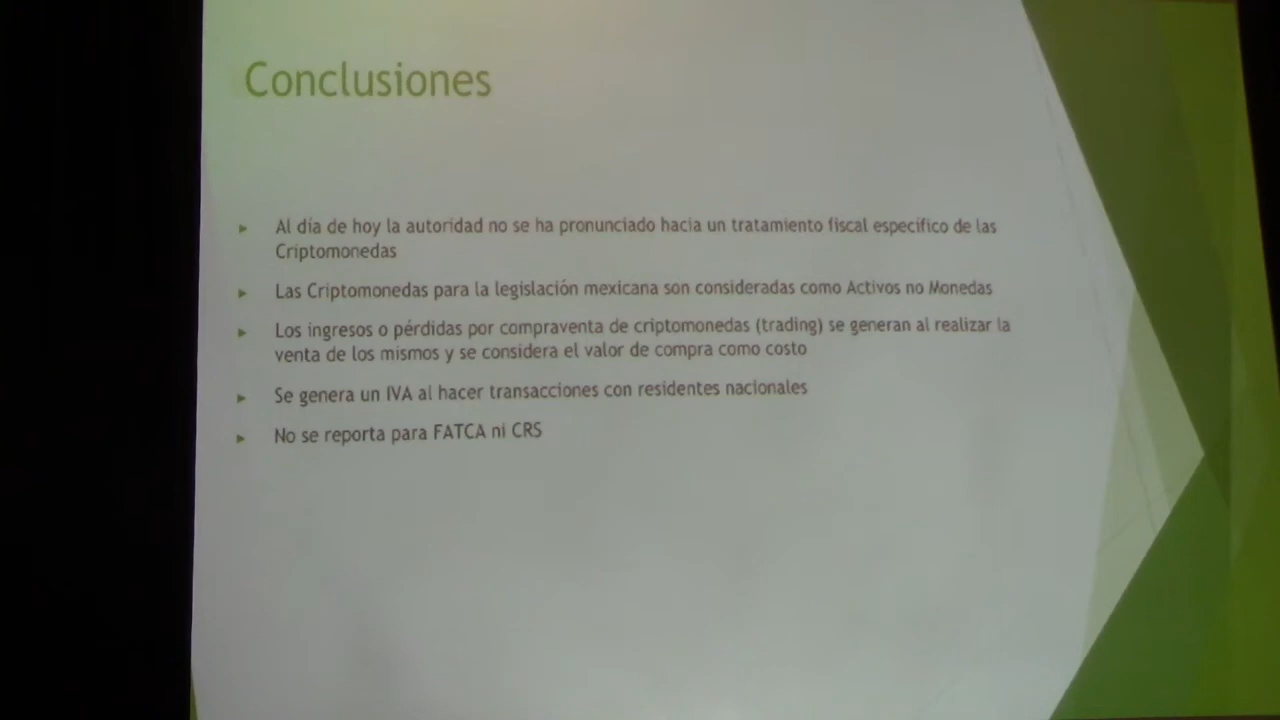 Conclusiones
Al día de hoy la autoridad no se ha pronunciado hacia un tratamiento fiscal específico de las
Criptomonedas
Las Criptomonedas para la legislación mexicana son consideradas como Activos no Monedas
Los ingresos o pérdidas por compraventa de criptomonedas (trading) se generan al realizar la
venta de los mismos y se considera el valor de compra como costo
Se genera un IVA al hacer transacciones con residentes nacionales
No se reporta para FATCA ni CRS